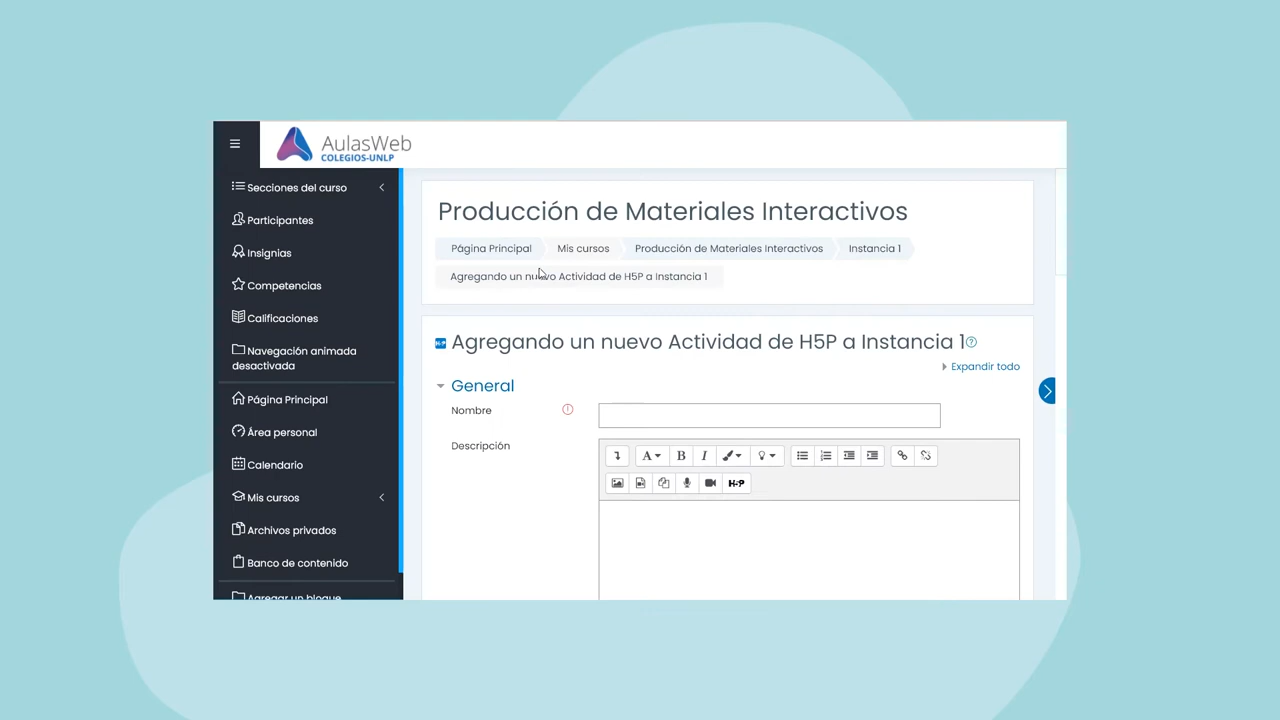 AulasWeb
COLEGIOS-UNLP
Secciones del curso
Participantes
Insignias
Competencias
Calificaciones
Navegación animada
desactivada
Página Principal
Área personal
Calendario
Mis cursos
Archivos privados
Banco de contenido
Agregar un bloque
Producción de Materiales Interactivos
Página Principal
Mis cursos
Producción de Materiales Interactivos
Instancia 1
Agregando un nuevo Actividad de H5P a Instancia 1
H-P Agregando un nuevo Actividad de H5P a Instancia 1
Expandir todo
General
Nombre
Descripción
A B I
H-P